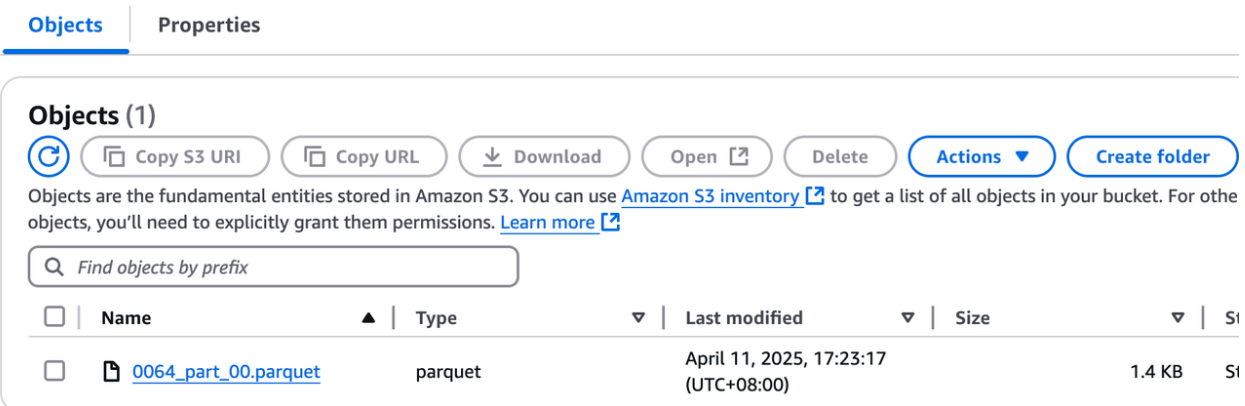 Objects Properties
Objects (1)
Copy S3 URI Copy URL Download Open Delete Actions Create folder
Objects are the fundamental entities stored in Amazon S3. You can use Amazon S3 inventory to get a list of all objects in your bucket. For othe
objects, you’ll need to explicitly grant them permissions. Learn more
Find objects by prefix
Name Type Last modified Size St
0064_part_00.parquet parquet April 11, 2025, 17:23:17 1.4 KB St
(UTC+08:00)